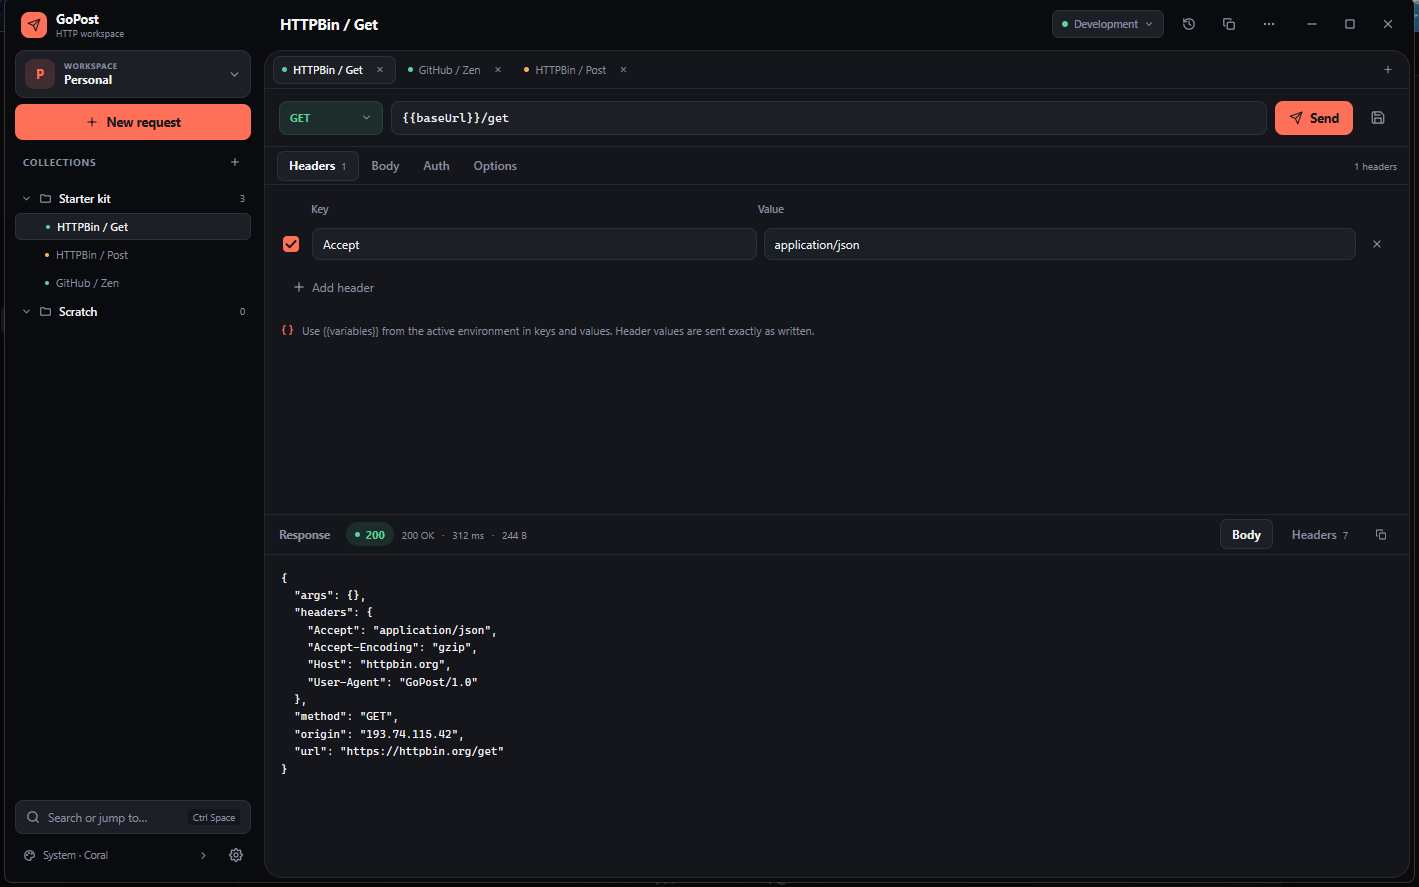 GoPost
HTTP workspace
HTTPBin / Get
Development
P
WORKSPACE
Personal
New request
COLLECTIONS
Starter kit 3
HTTPBin / Get
HTTPBin / Post
GitHub / Zen
Scratch 0
Search or jump to... Ctrl Space
System · Coral
HTTPBin / Get
GitHub / Zen
HTTPBin / Post
GET
{{baseUrl}}/get
Send
Headers 1 Body Auth Options 1 headers
Key Value
Accept application/json
Add header
{} Use {{variables}} from the active environment in keys and values. Header values are sent exactly as written.
Response 200 200 OK · 312 ms · 244 B Body Headers 7
{
  "args": {},
  "headers": {
    "Accept": "application/json",
    "Accept-Encoding": "gzip",
    "Host": "httpbin.org",
    "User-Agent": "GoPost/1.0"
  },
  "method": "GET",
  "origin": "193.74.115.42",
  "url": "https://httpbin.org/get"
}